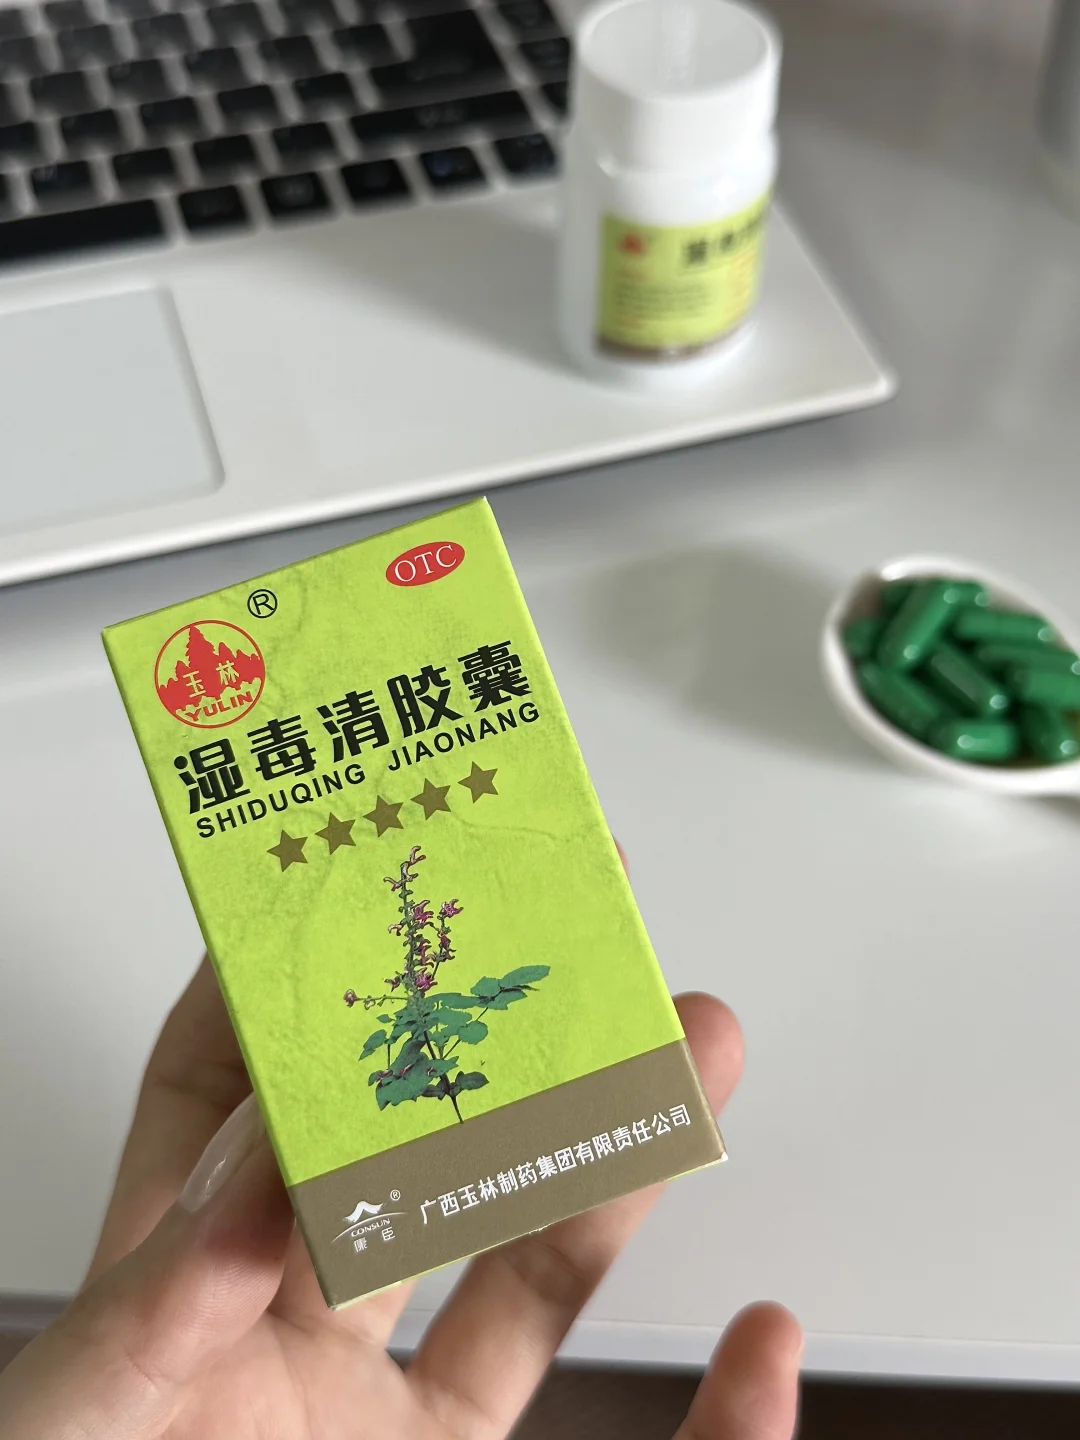 OTC
®
玉林
YULIN
湿毒清胶囊
SHIDUQING JIAONANG
®
CONSUN
康臣
广西玉林制药集团有限责任公司